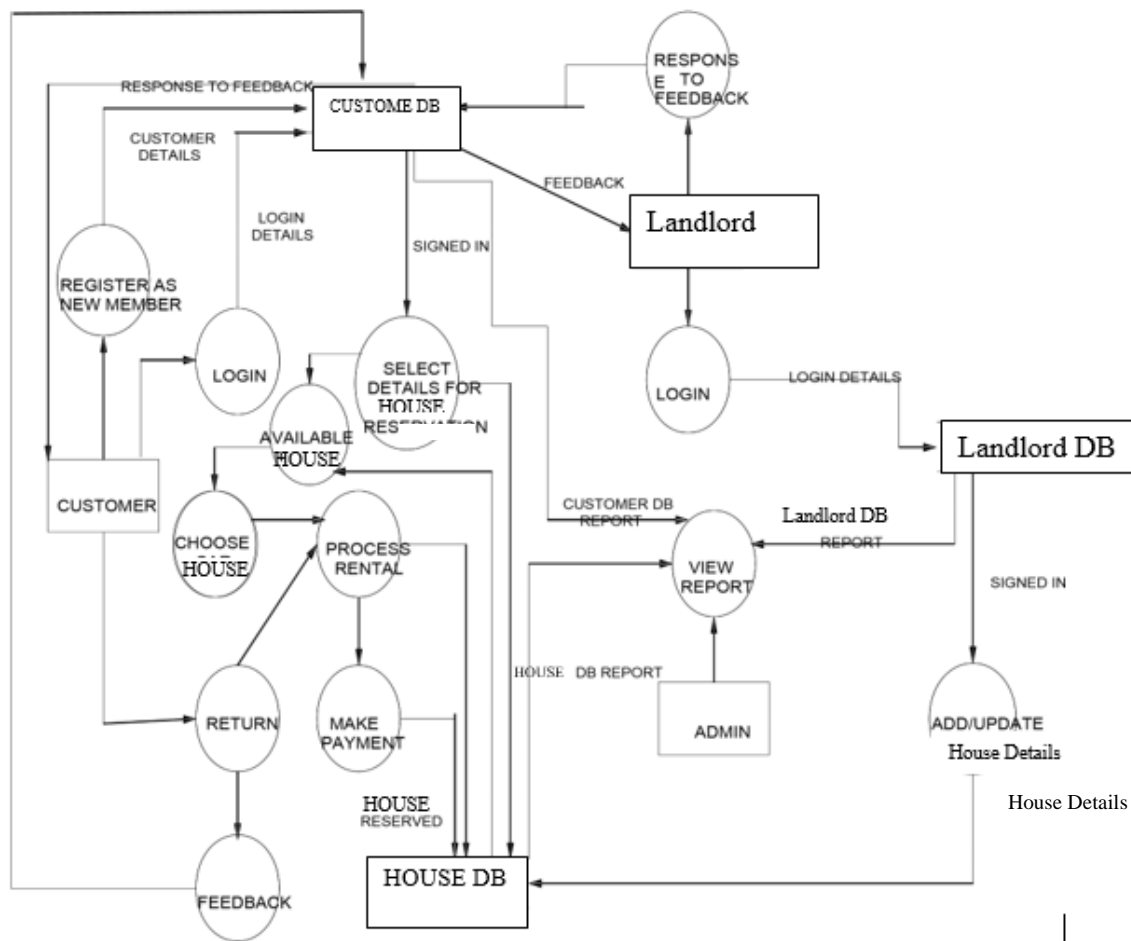 RESPONS
E TO
FEEDBACK
RESPONSE TO FEEDBACK
CUSTOME DB
CUSTOMER
DETAILS
FEEDBACK
Landlord
LOGIN
DETAILS
SIGNED IN
REGISTER AS
NEW MEMBER
LOGIN
SELECT
DETAILS FOR
HOUSE
RESERVATION
LOGIN
LOGIN DETAILS
AVAILABLE
HOUSE
Landlord DB
CUSTOMER
CUSTOMER DB
REPORT
Landlord DB
REPORT
CHOOSE
HOUSE
PROCESS
RENTAL
VIEW
REPORT
SIGNED IN
HOUSE DB REPORT
RETURN
MAKE
PAYMENT
ADMIN
ADD/UPDATE
House Details
House Details
HOUSE
RESERVED
HOUSE DB
FEEDBACK